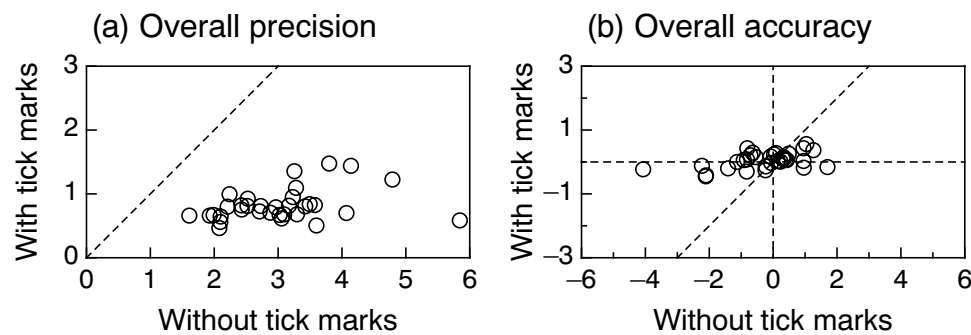 (a) Overall precision
With tick marks
3
2
1
0
0 1 2 3 4 5 6
Without tick marks
(b) Overall accuracy
With tick marks
3
1
−1
−3
−6 −4 −2 0 2 4 6
Without tick marks